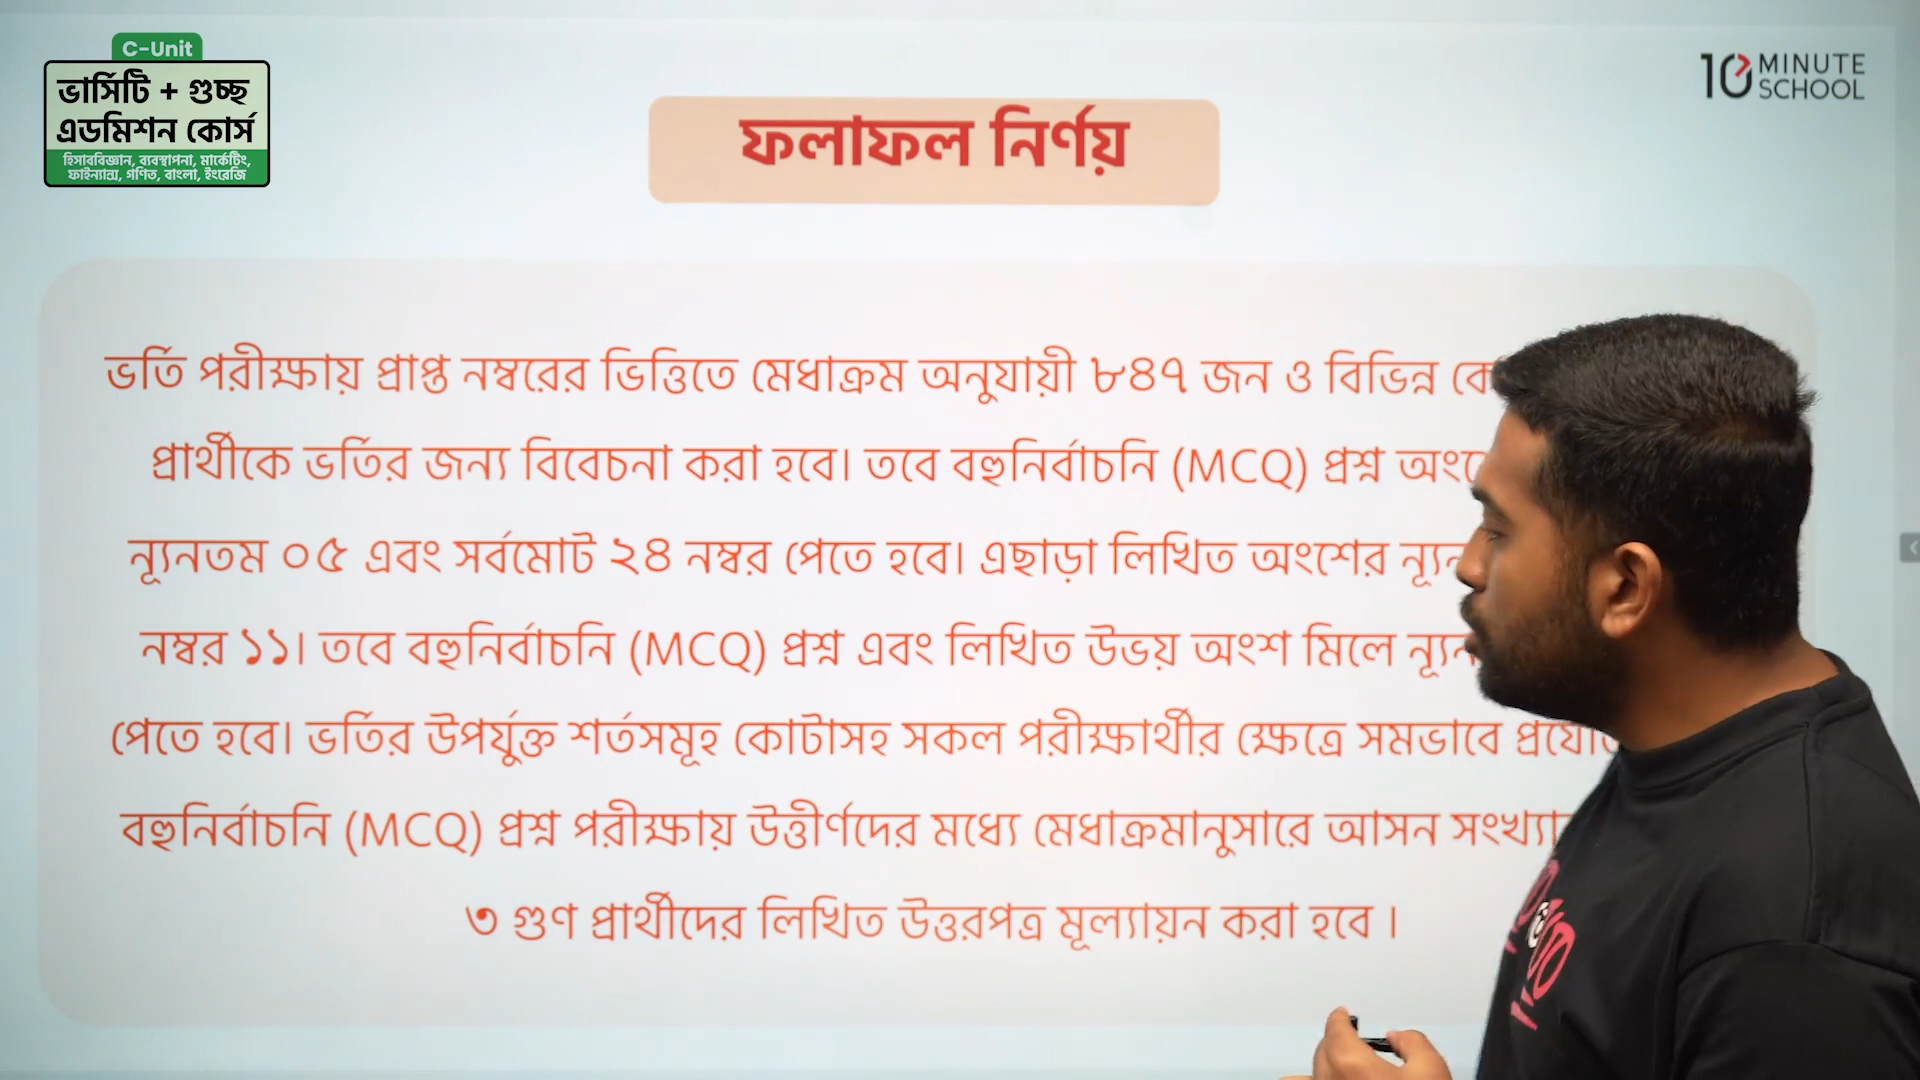 C-Unit
ভার্সিটি + গুচ্ছ
এডমিশন কোর্স
হিসাববিজ্ঞান, ব্যবস্থাপনা, মার্কেটিং,
ফাইন্যান্স, গণিত, বাংলা, ইংরেজি
10 MINUTE
SCHOOL
ফলাফল নির্ণয়
ভর্তি পরীক্ষায় প্রাপ্ত নম্বরের ভিত্তিতে মেধাক্রম অনুযায়ী ৮৪৭ জন ও বিভিন্ন
প্রার্থীকে ভর্তির জন্য বিবেচনা করা হবে। তবে বহুনির্বাচনি (MCQ) প্রশ্ন
ন্যূনতম ০৫ এবং সর্বমোট ২৪ নম্বর পেতে হবে। এছাড়া লিখিত অংশের
নম্বর ১১। তবে বহুনির্বাচনি (MCQ) প্রশ্ন এবং লিখিত উভয় অংশ মিলে
পেতে হবে। ভর্তির উপর্যুক্ত শর্তসমূহ কোটাসহ সকল পরীক্ষার্থীর ক্ষেত্রে সমভাবে
বহুনির্বাচনি (MCQ) প্রশ্ন পরীক্ষায় উত্তীর্ণদের মধ্যে মেধাক্রমানুসারে আসন
৩ গুণ প্রার্থীদের লিখিত উত্তরপত্র মূল্যায়ন করা হবে ।